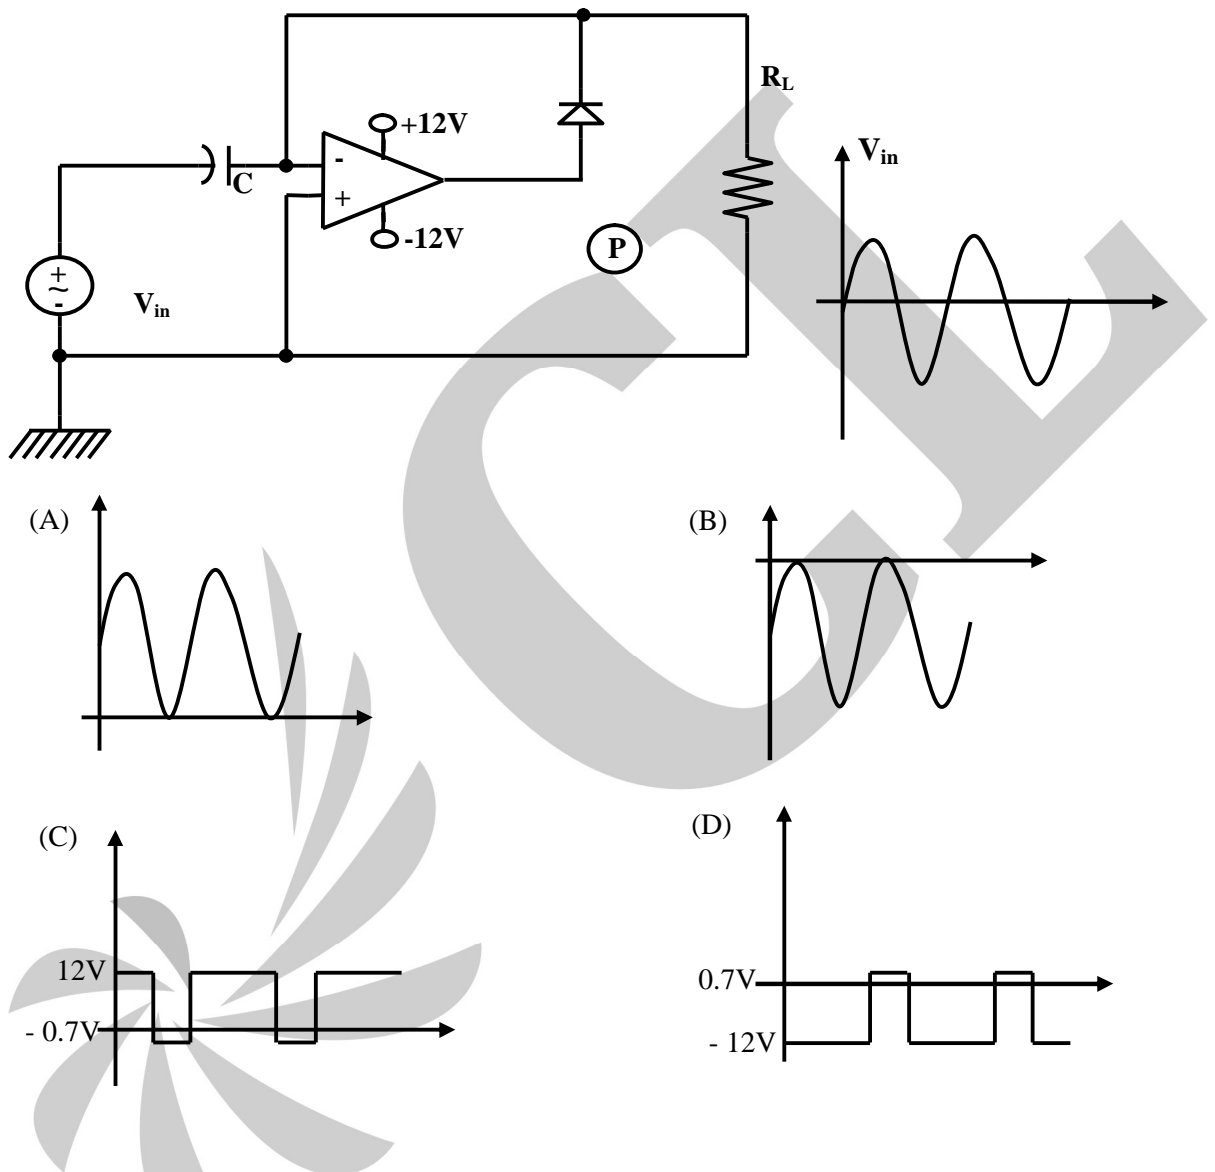 R_L
+12V
V_in
-
C
+
-12V
P
+
~
-
V_in
(A)
(B)
(C)
(D)
12V
0.7V
- 0.7V
- 12V